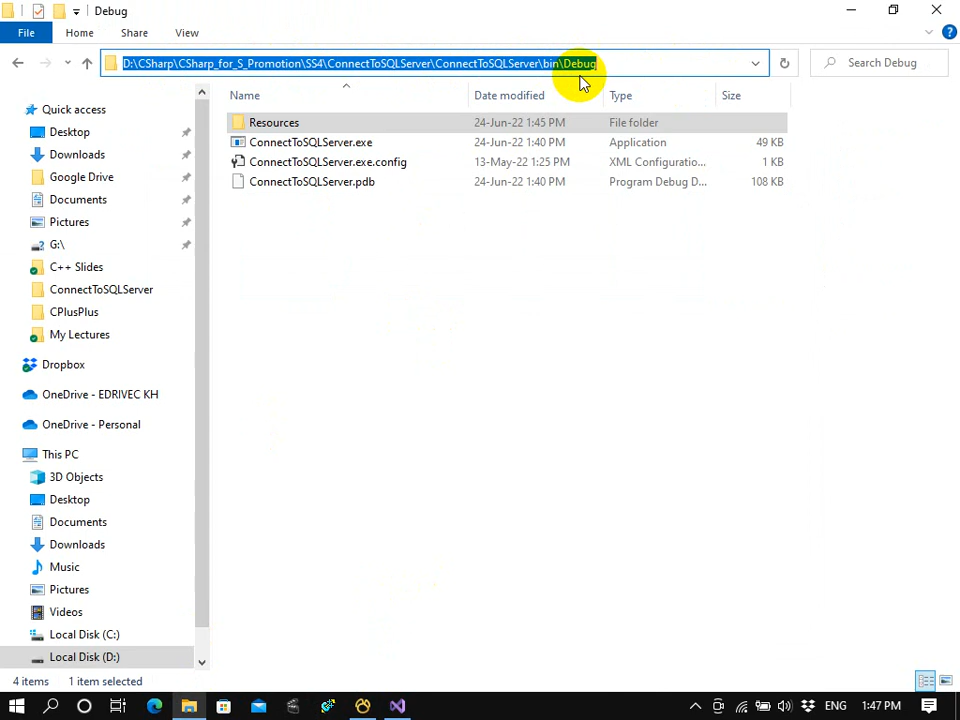 Debug
File Home Share View
D:\CSharp\CSharp_for_S_Promotion\SS4\ConnectToSQLServer\ConnectToSQLServer\bin\Debug
Search Debug
Name Date modified Type Size
Resources 24-Jun-22 1:45 PM File folder
ConnectToSQLServer.exe 24-Jun-22 1:40 PM Application 49 KB
ConnectToSQLServer.exe.config 13-May-22 1:25 PM XML Configuratio... 1 KB
ConnectToSQLServer.pdb 24-Jun-22 1:40 PM Program Debug D... 108 KB
Quick access
Desktop
Downloads
Google Drive
Documents
Pictures
G:\
C++ Slides
ConnectToSQLServer
CPlusPlus
My Lectures
Dropbox
OneDrive - EDRIVEC KH
OneDrive - Personal
This PC
3D Objects
Desktop
Documents
Downloads
Music
Pictures
Videos
Local Disk (C:)
Local Disk (D:)
4 items 1 item selected
ENG 1:47 PM